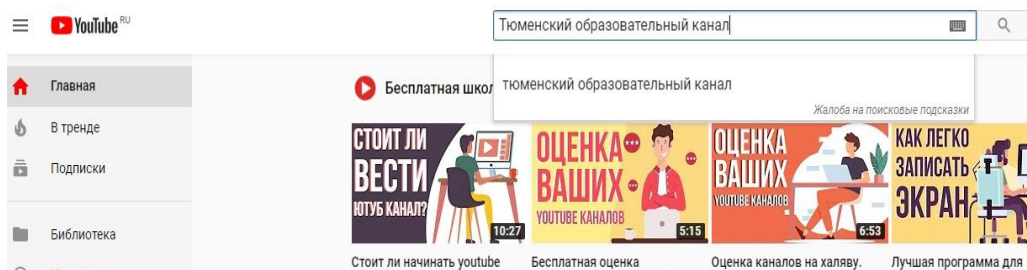 YouTube RU
Тюменский образовательный канал
тюменский образовательный канал
Жалоба на поисковые подсказки
Главная
В тренде
Подписки
Библиотека
Бесплатная школ
СТОИТ ЛИ
ВЕСТИ
ЮТУБ КАНАЛ?
10:27
ОЦЕНКА
ВАШИХ
YOUTUBE КАНАЛОВ
5:15
ОЦЕНКА
ВАШИХ
YOUTUBE КАНАЛОВ
6:53
КАК ЛЕГКО
ЗАПИСАТЬ
ЭКРАН
Стоит ли начинать youtube
Бесплатная оценка
Оценка каналов на халяву.
Лучшая программа для